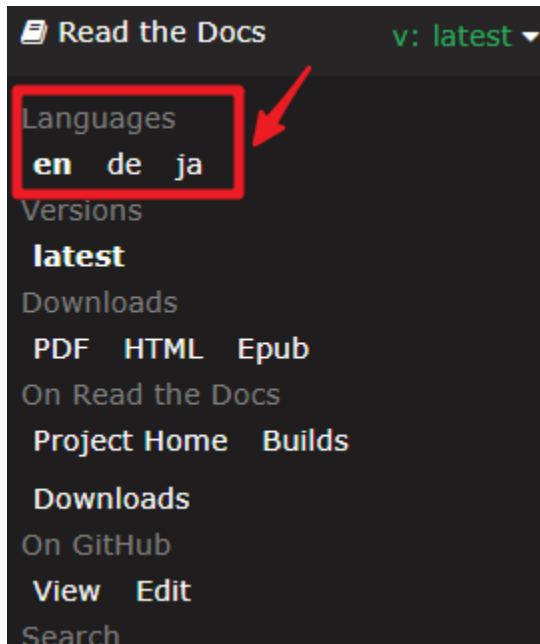 Read the Docs v: latest
Languages
en de ja
Versions
latest
Downloads
PDF HTML Epub
On Read the Docs
Project Home Builds
Downloads
On GitHub
View Edit
Search